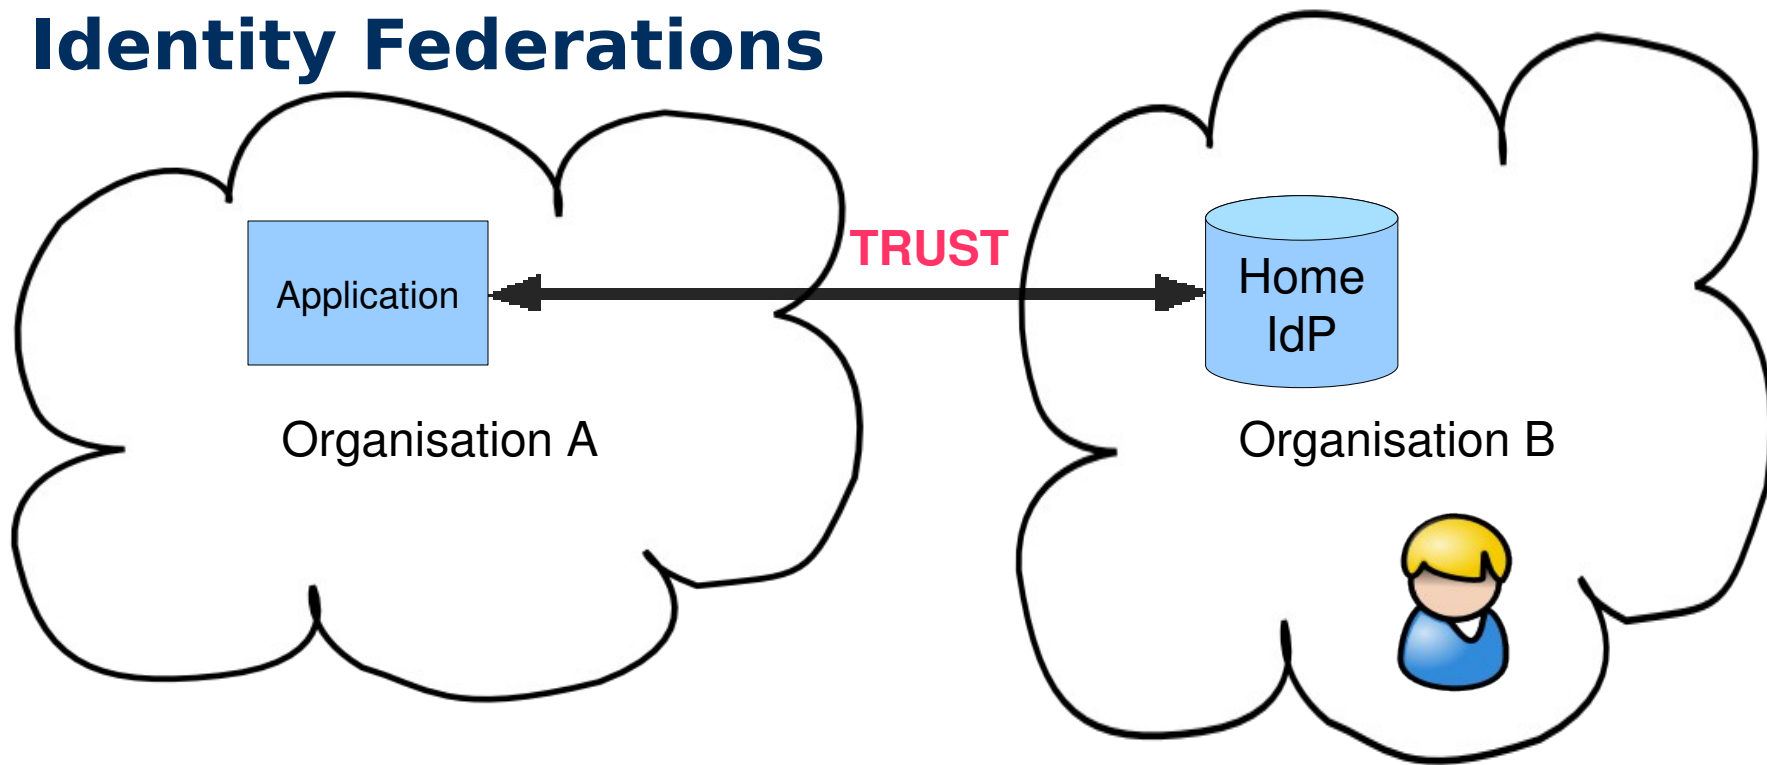 Identity Federations
TRUST
Application
Home
IdP
Organisation A
Organisation B